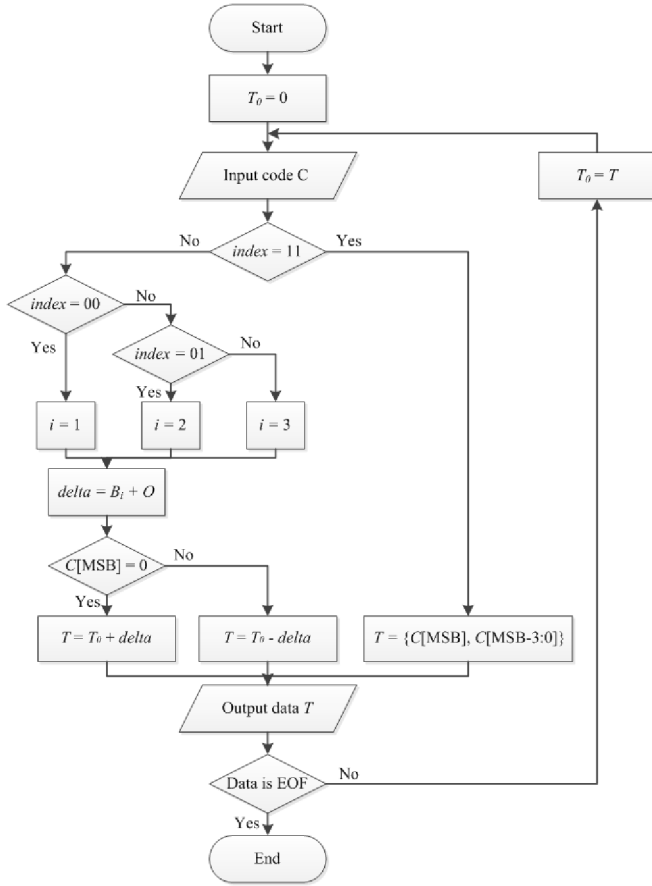 Start
T₀ = 0
Input code C
T₀ = T
No
Yes
index = 11
index = 00
No
Yes
index = 01
No
Yes
i = 1
i = 2
i = 3
delta = Bᵢ + O
C[MSB] = 0
No
Yes
T = T₀ + delta
T = T₀ - delta
T = {C[MSB], C[MSB-3:0]}
Output data T
Data is EOF
No
Yes
End